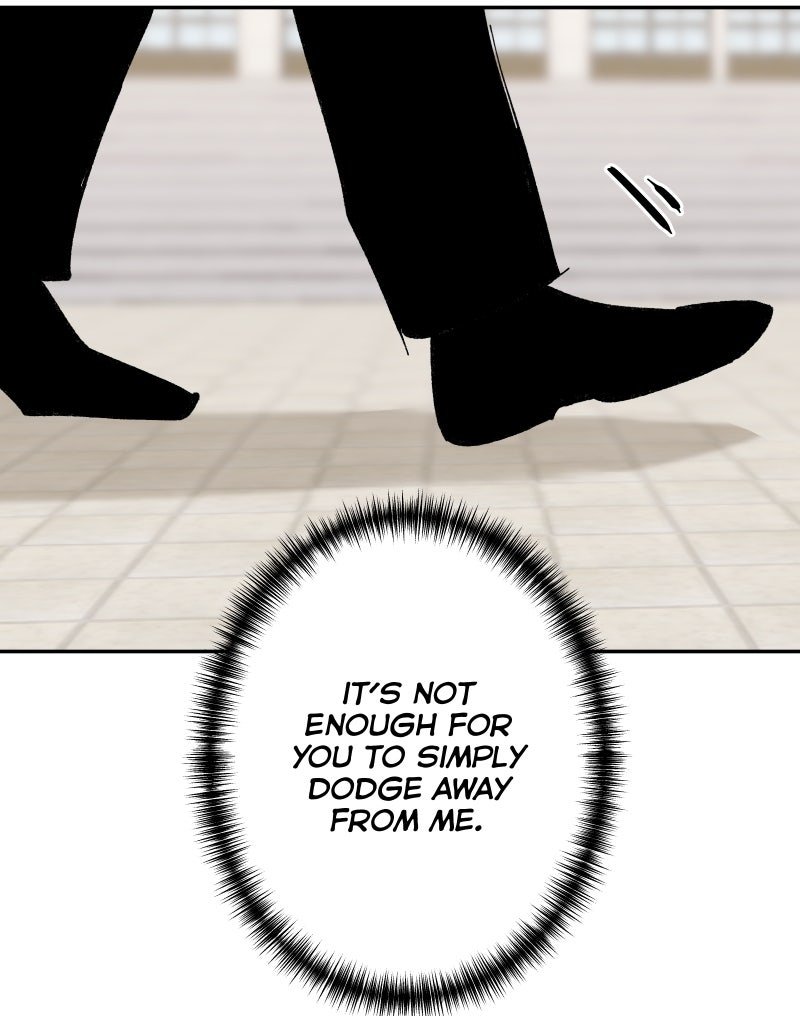 IT'S NOT
ENOUGH FOR
YOU TO SIMPLY
DODGE AWAY
FROM ME.